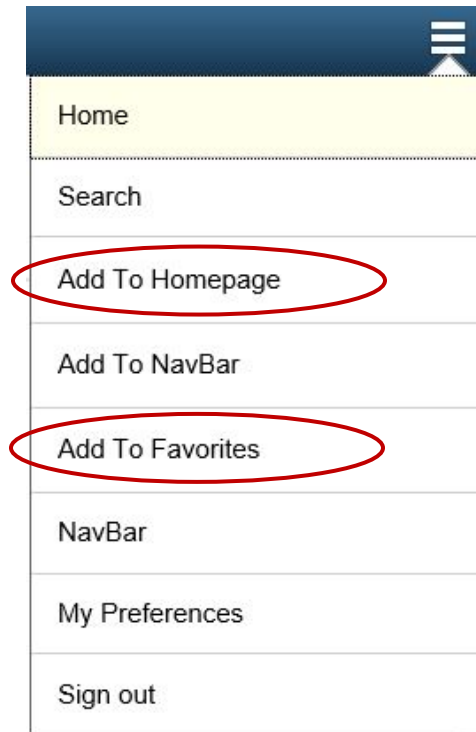 Home
Search
Add To Homepage
Add To NavBar
Add To Favorites
NavBar
My Preferences
Sign out